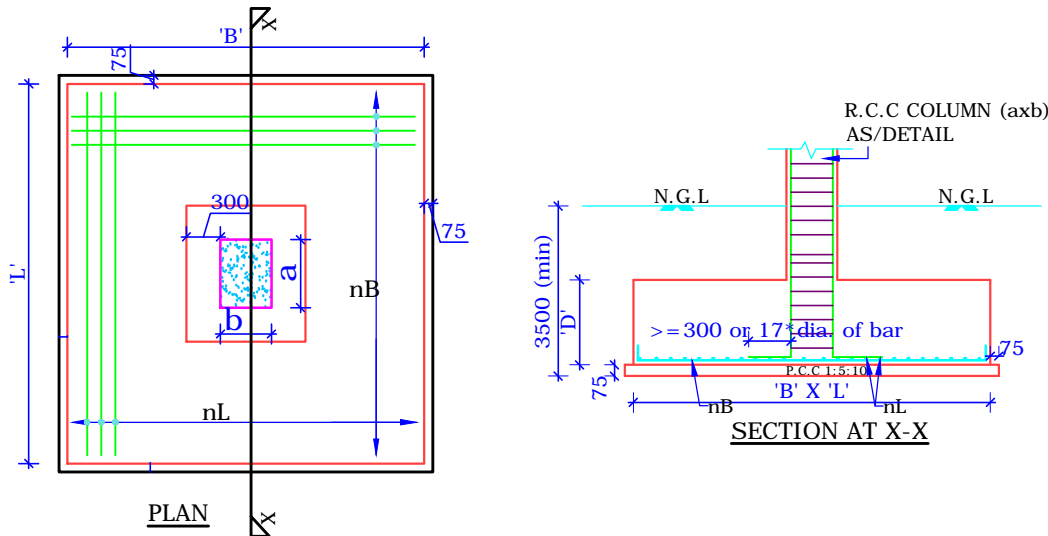 X
'B'
75
300
75
'L'
a
nB
b
nL
X
PLAN
R.C.C COLUMN (axb)
AS/DETAIL
N.G.L
N.G.L
3500 (min)
'D'
>=300 or 17*dia. of bar
75
P.C.C 1:5:10
75
'B' X 'L'
nB
nL
SECTION AT X-X